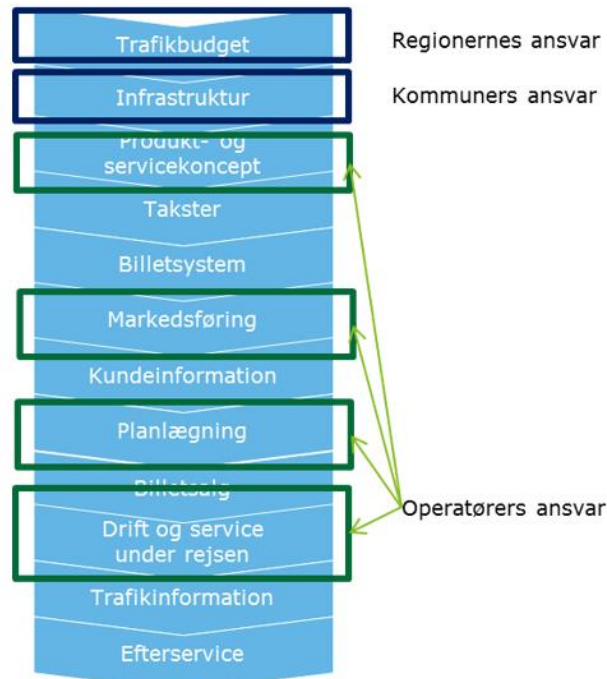 Trafikbudget
Regionernes ansvar
Infrastruktur
Kommuners ansvar
Produkt- og
servicekoncept
Takster
Billetsystem
Markedsføring
Kundeinformation
Planlægning
Billetsalg
Operatørers ansvar
Drift og service
under rejsen
Trafikinformation
Efterservice